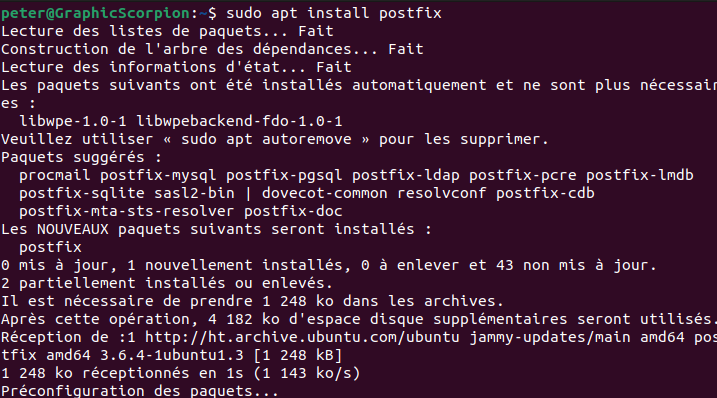 peter@GraphicScorpion:~$ sudo apt install postfix
Lecture des listes de paquets... Fait
Construction de l'arbre des dépendances... Fait
Lecture des informations d'état... Fait
Les paquets suivants ont été installés automatiquement et ne sont plus nécessair
es :
  libwpe-1.0-1 libwpebackend-fdo-1.0-1
Veuillez utiliser « sudo apt autoremove » pour les supprimer.
Paquets suggérés :
  procmail postfix-mysql postfix-pgsql postfix-ldap postfix-pcre postfix-lmdb
  postfix-sqlite sasl2-bin | dovecot-common resolvconf postfix-cdb
  postfix-mta-sts-resolver postfix-doc
Les NOUVEAUX paquets suivants seront installés :
  postfix
0 mis à jour, 1 nouvellement installés, 0 à enlever et 43 non mis à jour.
2 partiellement installés ou enlevés.
Il est nécessaire de prendre 1 248 ko dans les archives.
Après cette opération, 4 182 ko d'espace disque supplémentaires seront utilisés.
Réception de :1 http://ht.archive.ubuntu.com/ubuntu jammy-updates/main amd64 pos
tfix amd64 3.6.4-1ubuntu1.3 [1 248 kB]
1 248 ko réceptionnés en 1s (1 143 ko/s)
Préconfiguration des paquets...